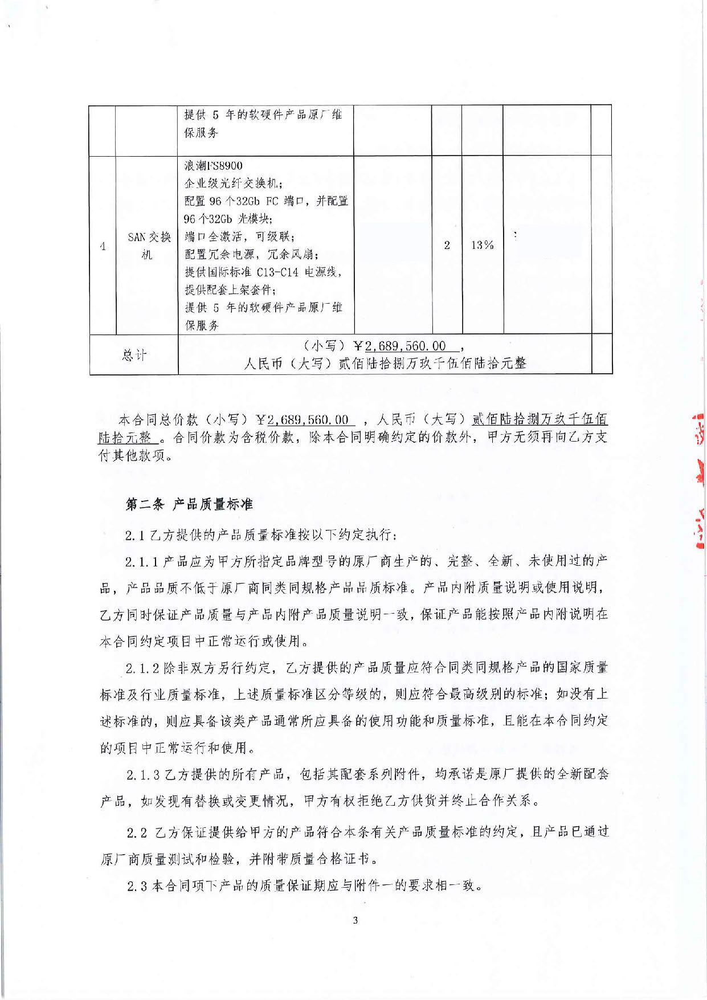 提供 5 年的软硬件产品原厂维
保服务
4
SAN交换
机
浪潮FS8900
企业级光纤交换机;
配置 96 个32Gb FC 端口，并配置
96 个32Gb 光模块;
端口全激活，可级联;
配置冗余电源，冗余风扇;
提供国际标准 C13-C14 电源线，
提供配套上架套件;
提供 5 年的软硬件产品原厂维
保服务
2
13%
总计
（小写）¥2,689,560.00 ，
人民币（大写）贰佰陆拾捌万玖千伍佰陆拾元整
本合同总价款（小写）¥2,689,560.00 ，人民币（大写）贰佰陆拾捌万玖千伍佰
陆拾元整 。合同价款为含税价款，除本合同明确约定的价款外，甲方无须再向乙方支
付其他款项。
第二条 产品质量标准
2.1乙方提供的产品质量标准按以下约定执行:
2.1.1产品应为甲方所指定品牌型号的原厂商生产的、完整、全新、未使用过的产
品，产品品质不低于原厂商同类同规格产品品质标准。产品内附质量说明或使用说明，
乙方同时保证产品质量与产品内附产品质量说明一致，保证产品能按照产品内附说明在
本合同约定项目中正常运行或使用。
2.1.2除非双方另行约定，乙方提供的产品质量应符合同类同规格产品的国家质量
标准及行业质量标准，上述质量标准区分等级的，则应符合最高级别的标准；如没有上
述标准的，则应具备该类产品通常所应具备的使用功能和质量标准，且能在本合同约定
的项目中正常运行和使用。
2.1.3乙方提供的所有产品，包括其配套系列附件，均承诺是原厂提供的全新配套
产品，如发现有替换或变更情况，甲方有权拒绝乙方供货并终止合作关系。
2.2 乙方保证提供给甲方的产品符合本条有关产品质量标准的约定，且产品已通过
原厂商质量测试和检验，并附带质量合格证书。
2.3本合同项下产品的质量保证期应与附件一的要求相一致。
3